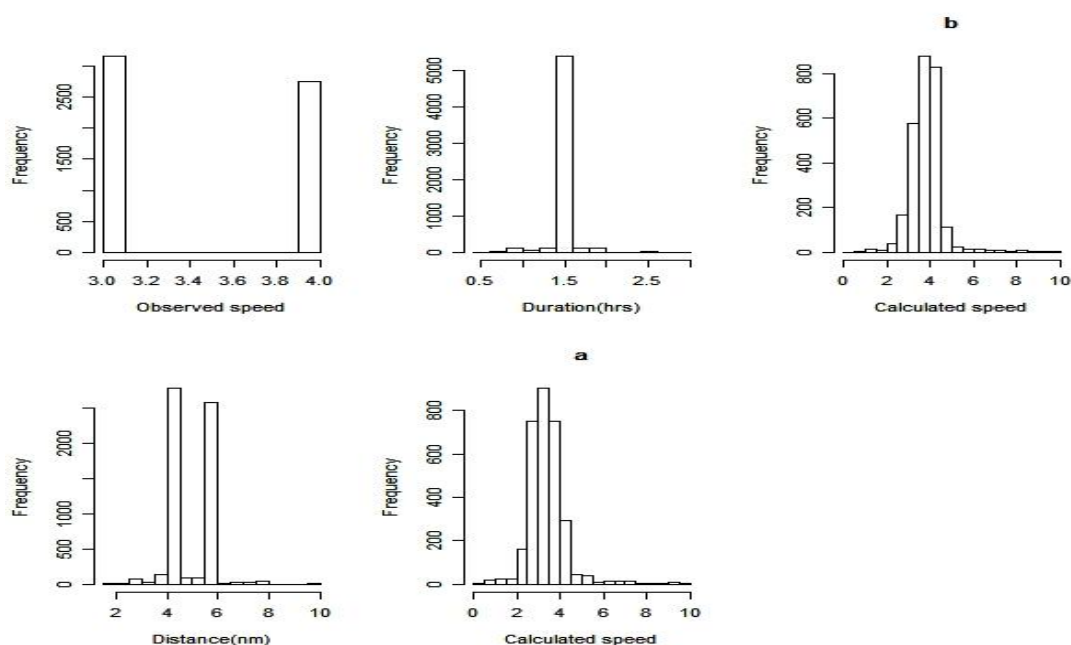 b
Frequency
0 500 1500 2500
3.0 3.2 3.4 3.6 3.8 4.0
Observed speed
Frequency
0 1000 2000 3000 4000 5000
0.5 1.5 2.5
Duration(hrs)
Frequency
0 200 400 600 800
0 2 4 6 8 10
Calculated speed
a
Frequency
0 500 1000 2000
2 4 6 8 10
Distance(nm)
Frequency
0 200 400 600 800
0 2 4 6 8 10
Calculated speed